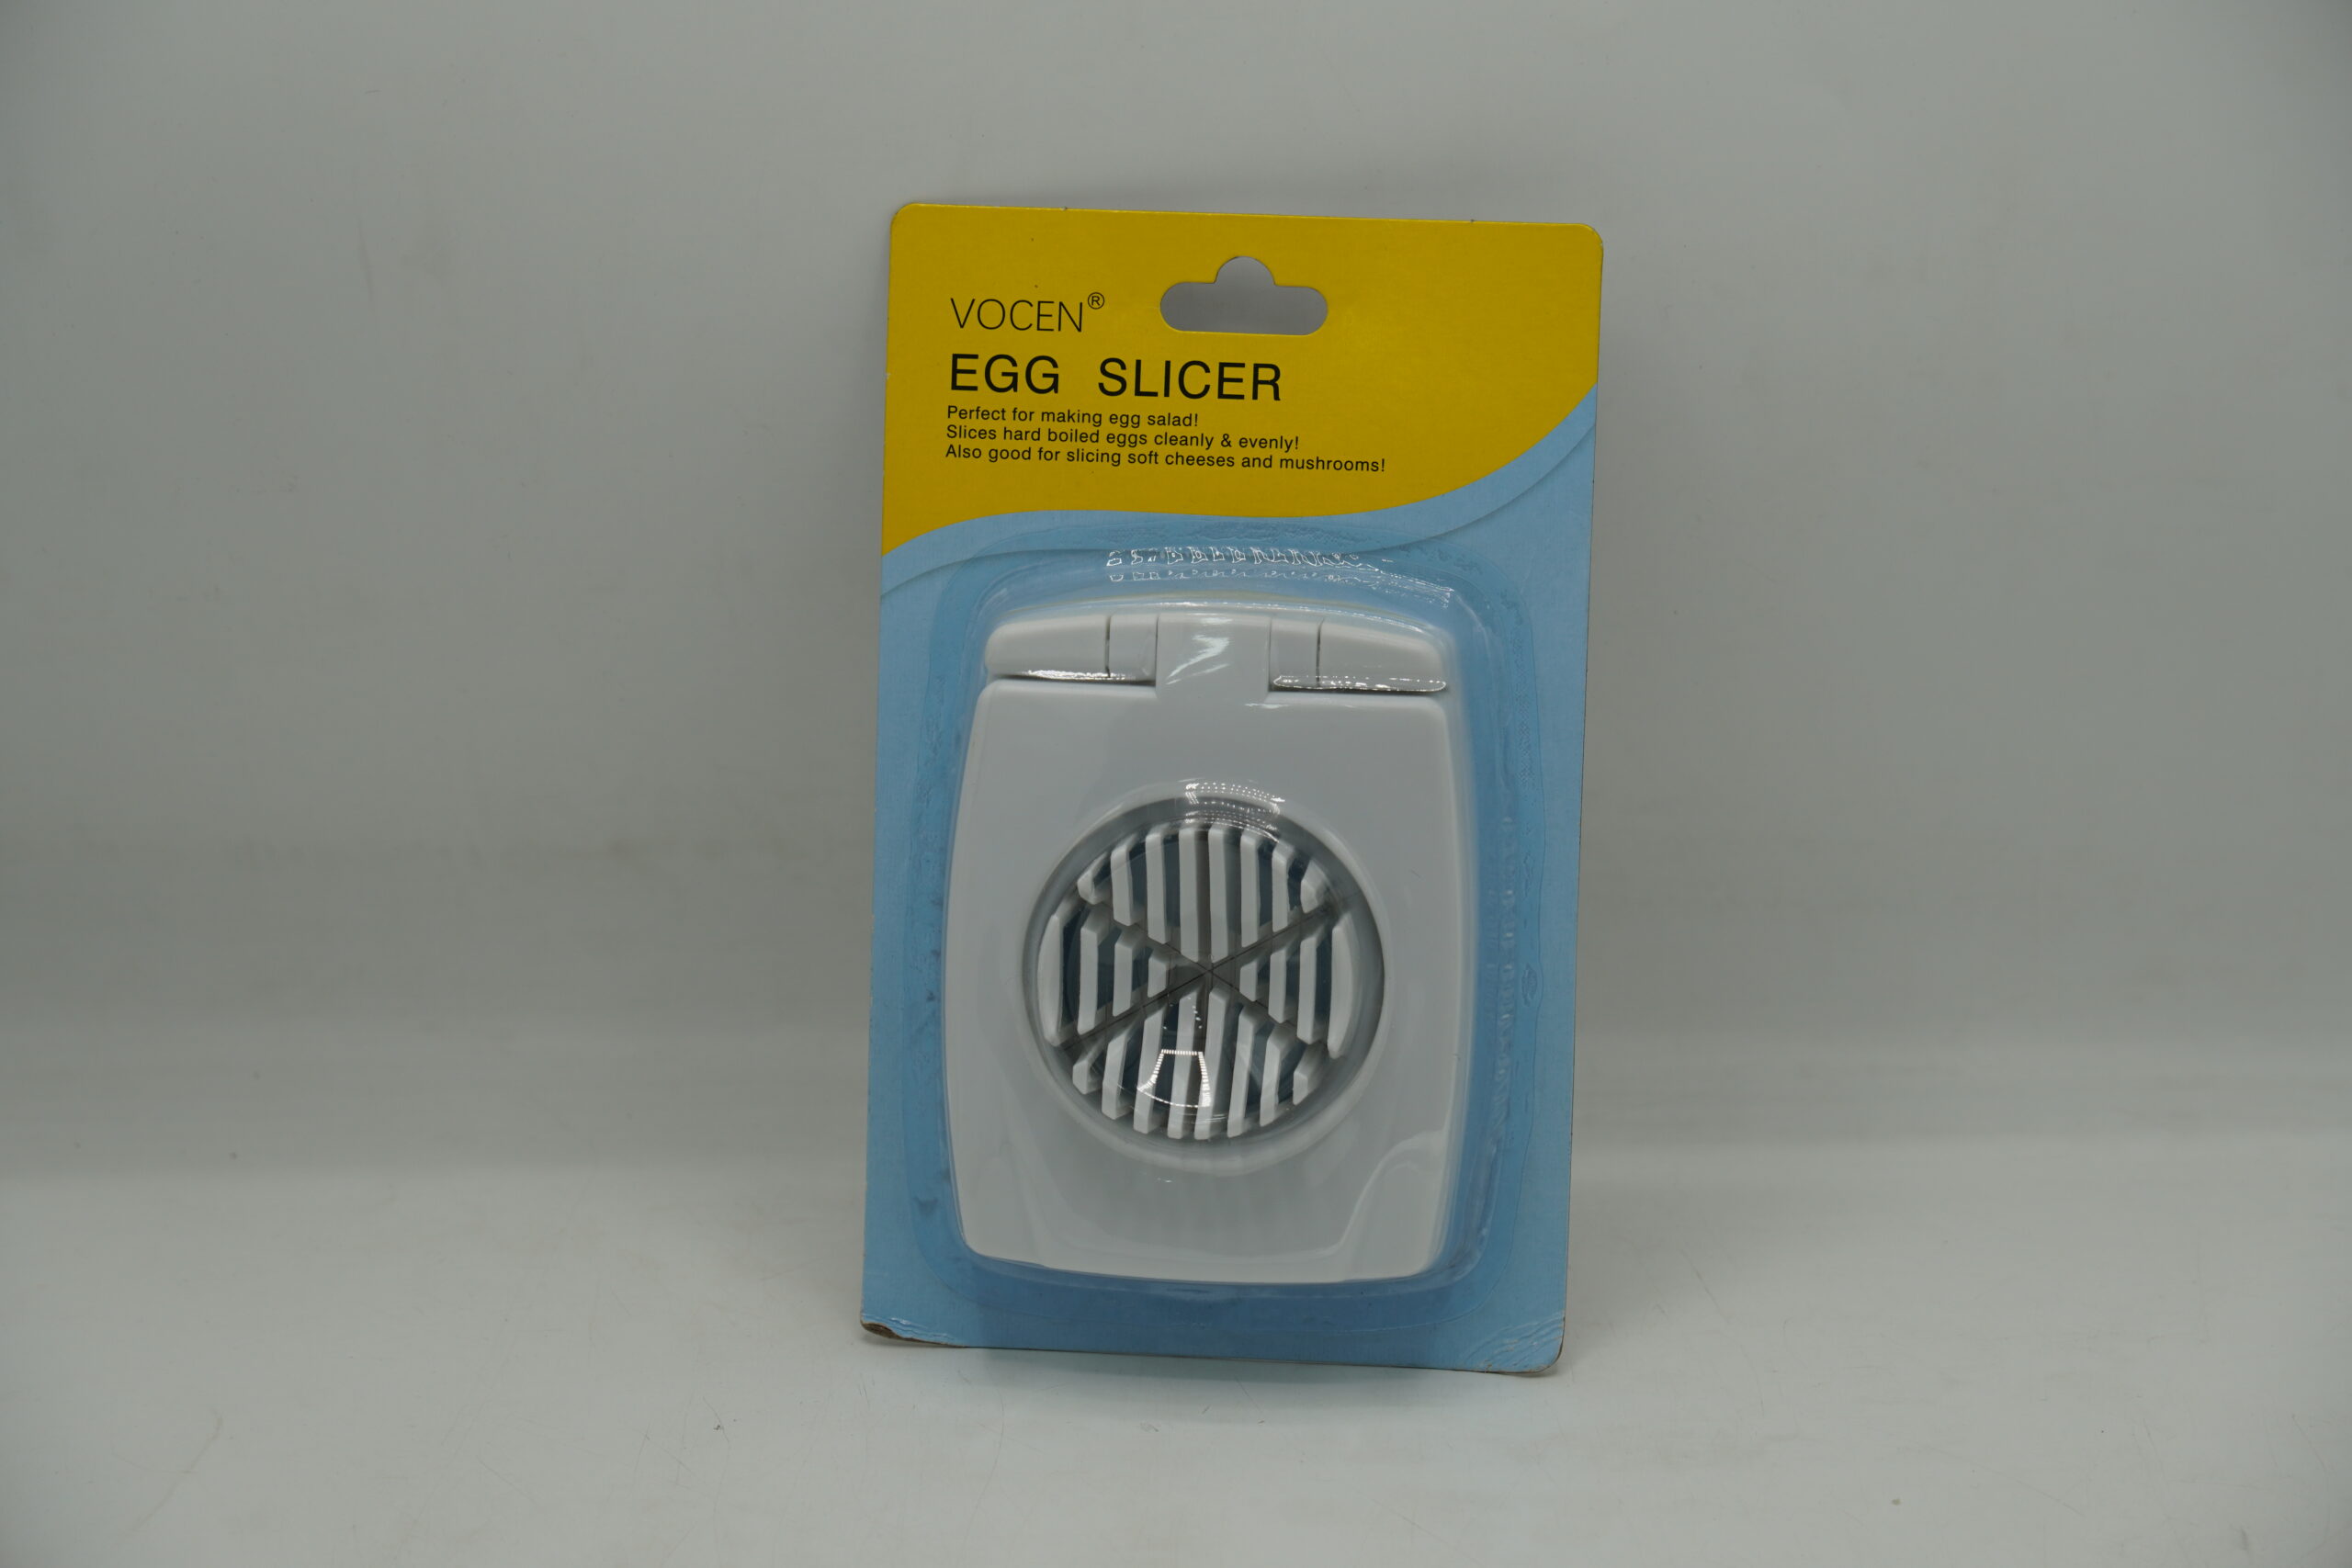 VOCEN®
EGG SLICER
Perfect for making egg salad!
Slices hard boiled eggs cleanly & evenly!
Also good for slicing soft cheeses and mushrooms!